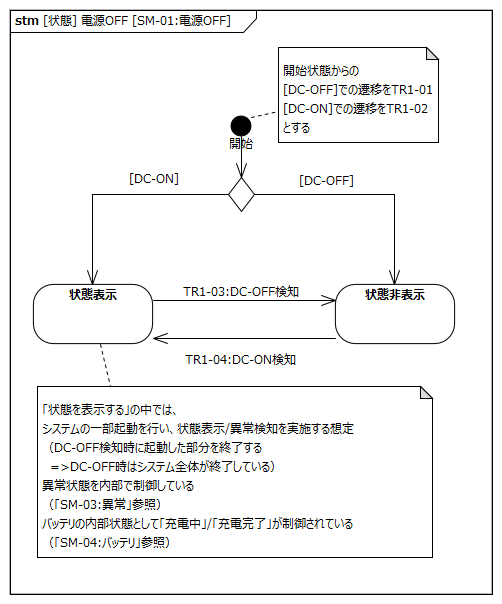 stm [状態] 電源OFF [SM-01:電源OFF]
開始状態からの
[DC-OFF]での遷移をTR1-01
[DC-ON]での遷移をTR1-02
とする
開始
[DC-ON]
[DC-OFF]
状態表示
TR1-03:DC-OFF検知
状態非表示
TR1-04:DC-ON検知
「状態を表示する」の中では、
システムの一部起動を行い、状態表示/異常検知を実施する想定
（DC-OFF検知時に起動した部分を終了する
=>DC-OFF時はシステム全体が終了している）
異常状態を内部で制御している
（「SM-03:異常」参照）
バッテリの内部状態として「充電中」/「充電完了」が制御されている
（「SM-04:バッテリ」参照）